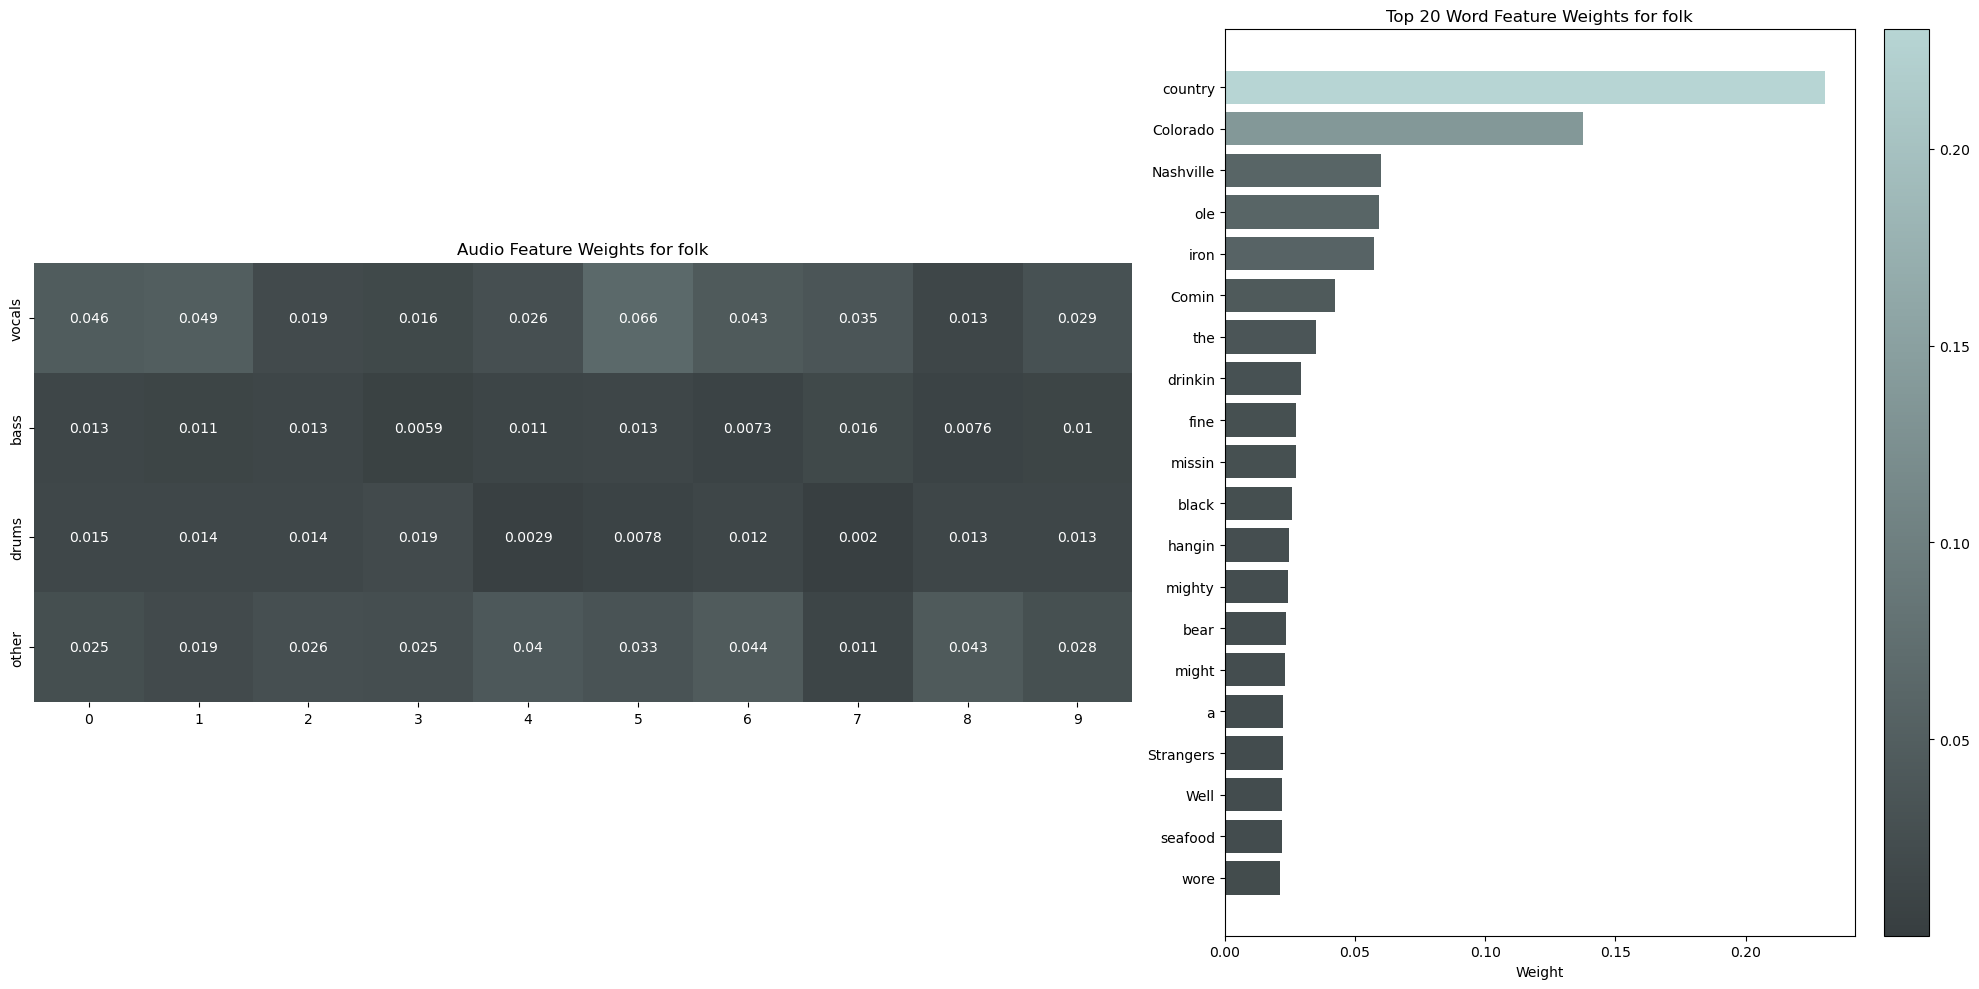 Audio Feature Weights for folk
vocals 0.046 0.049 0.019 0.016 0.026 0.066 0.043 0.035 0.013 0.029
bass 0.013 0.011 0.013 0.0059 0.011 0.013 0.0073 0.016 0.0076 0.01
drums 0.015 0.014 0.014 0.019 0.0029 0.0078 0.012 0.002 0.013 0.013
other 0.025 0.019 0.026 0.025 0.04 0.033 0.044 0.011 0.043 0.028
0 1 2 3 4 5 6 7 8 9
Top 20 Word Feature Weights for folk
country
Colorado
Nashville
ole
iron
Comin
the
drinkin
fine
missin
black
hangin
mighty
bear
might
a
Strangers
Well
seafood
wore
0.00 0.05 0.10 0.15 0.20
Weight
0.20
0.15
0.10
0.05